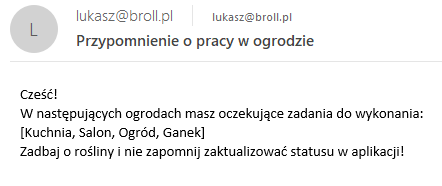 L
lukasz@broll.pl lukasz@broll.pl
Przypomnienie o pracy w ogrodzie
Cześć!
W następujących ogrodach masz oczekujące zadania do wykonania:
[Kuchnia, Salon, Ogród, Ganek]
Zadbaj o rośliny i nie zapomnij zaktualizować statusu w aplikacji!